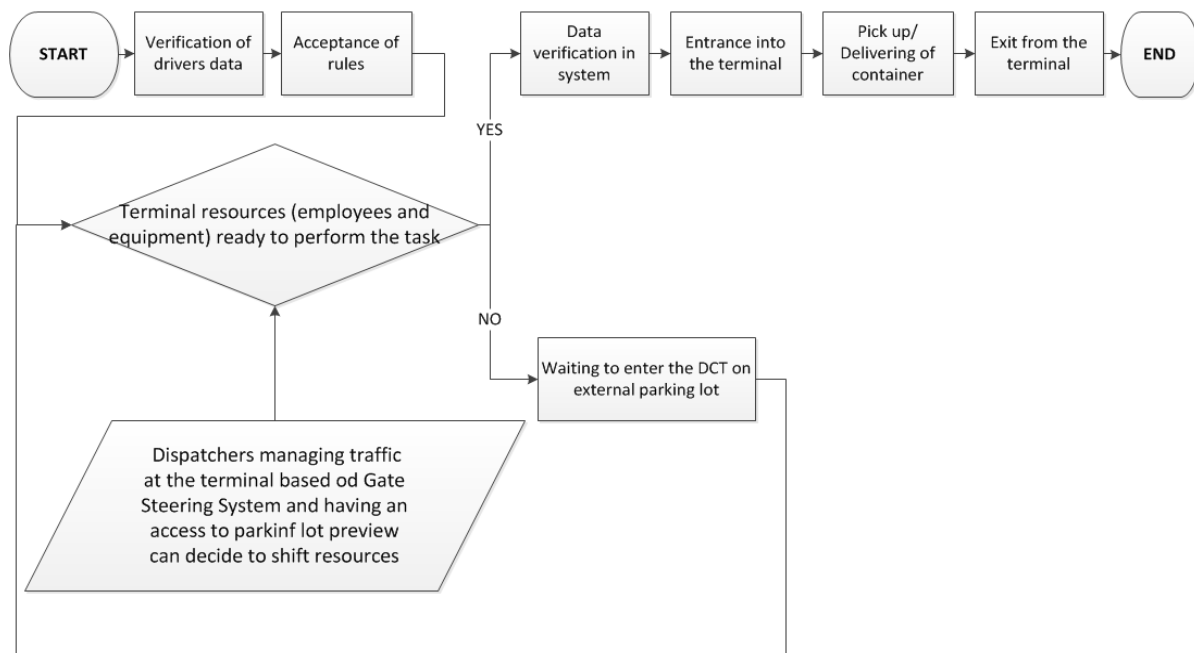 START
Verification of
drivers data
Acceptance of
rules
Data
verification in
system
Entrance into
the terminal
Pick up/
Delivering of
container
Exit from the
terminal
END
YES
Terminal resources (employees and
equipment) ready to perform the task
NO
Waiting to enter the DCT on
external parking lot
Dispatchers managing traffic
at the terminal based od Gate
Steering System and having an
access to parkinf lot preview
can decide to shift resources